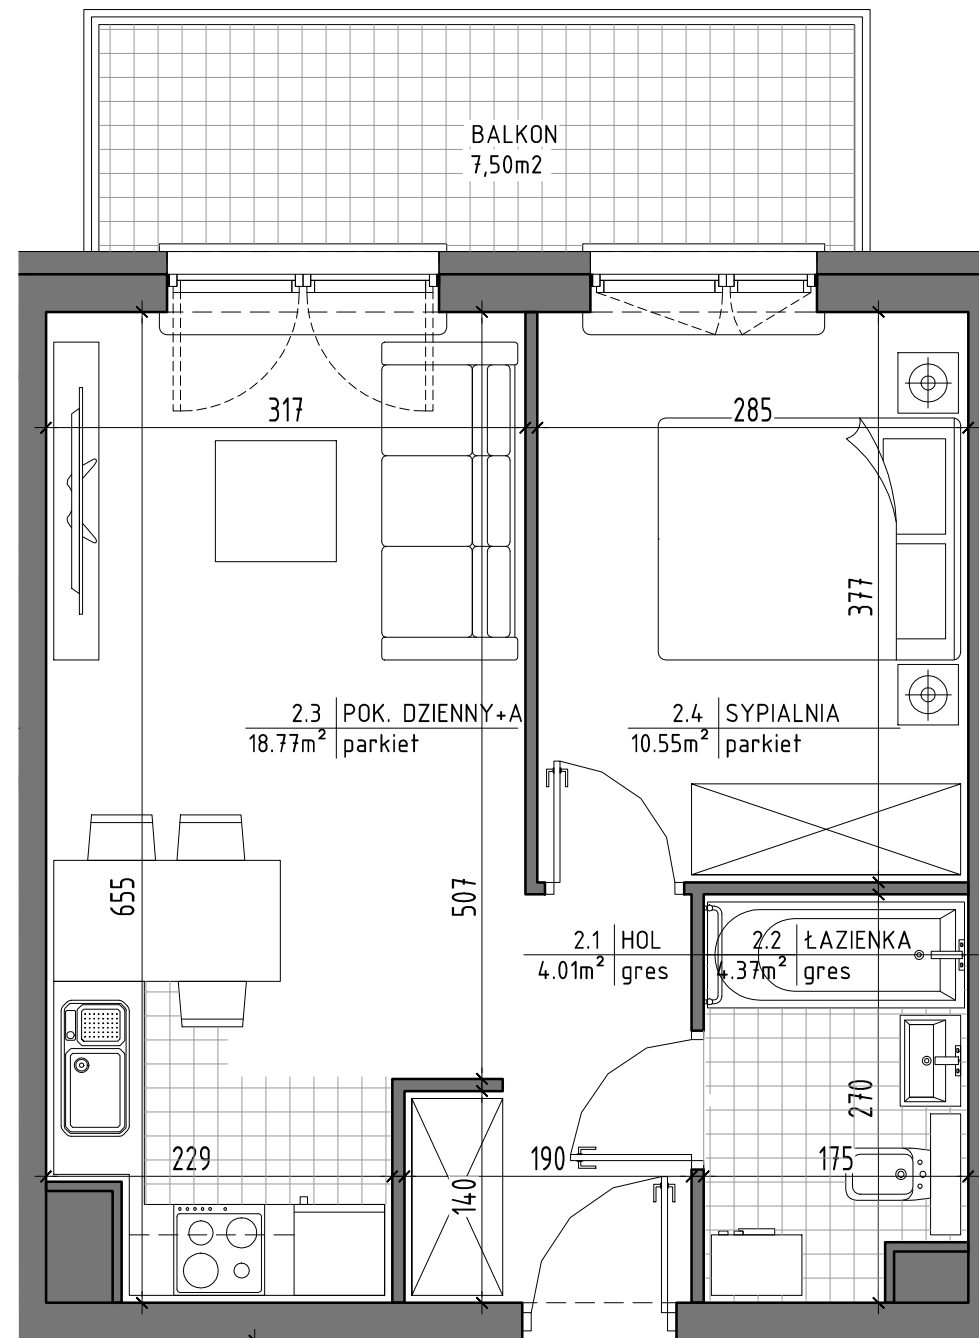 BALKON
7,50m2
317
285
377
2.3 POK. DZIENNY+A
18.77m² parkiet
2.4 SYPIALNIA
10.55m² parkiet
655
507
2.1 HOL
4.01m² gres
2.2 ŁAZIENKA
4.37m² gres
270
229
190
175
140